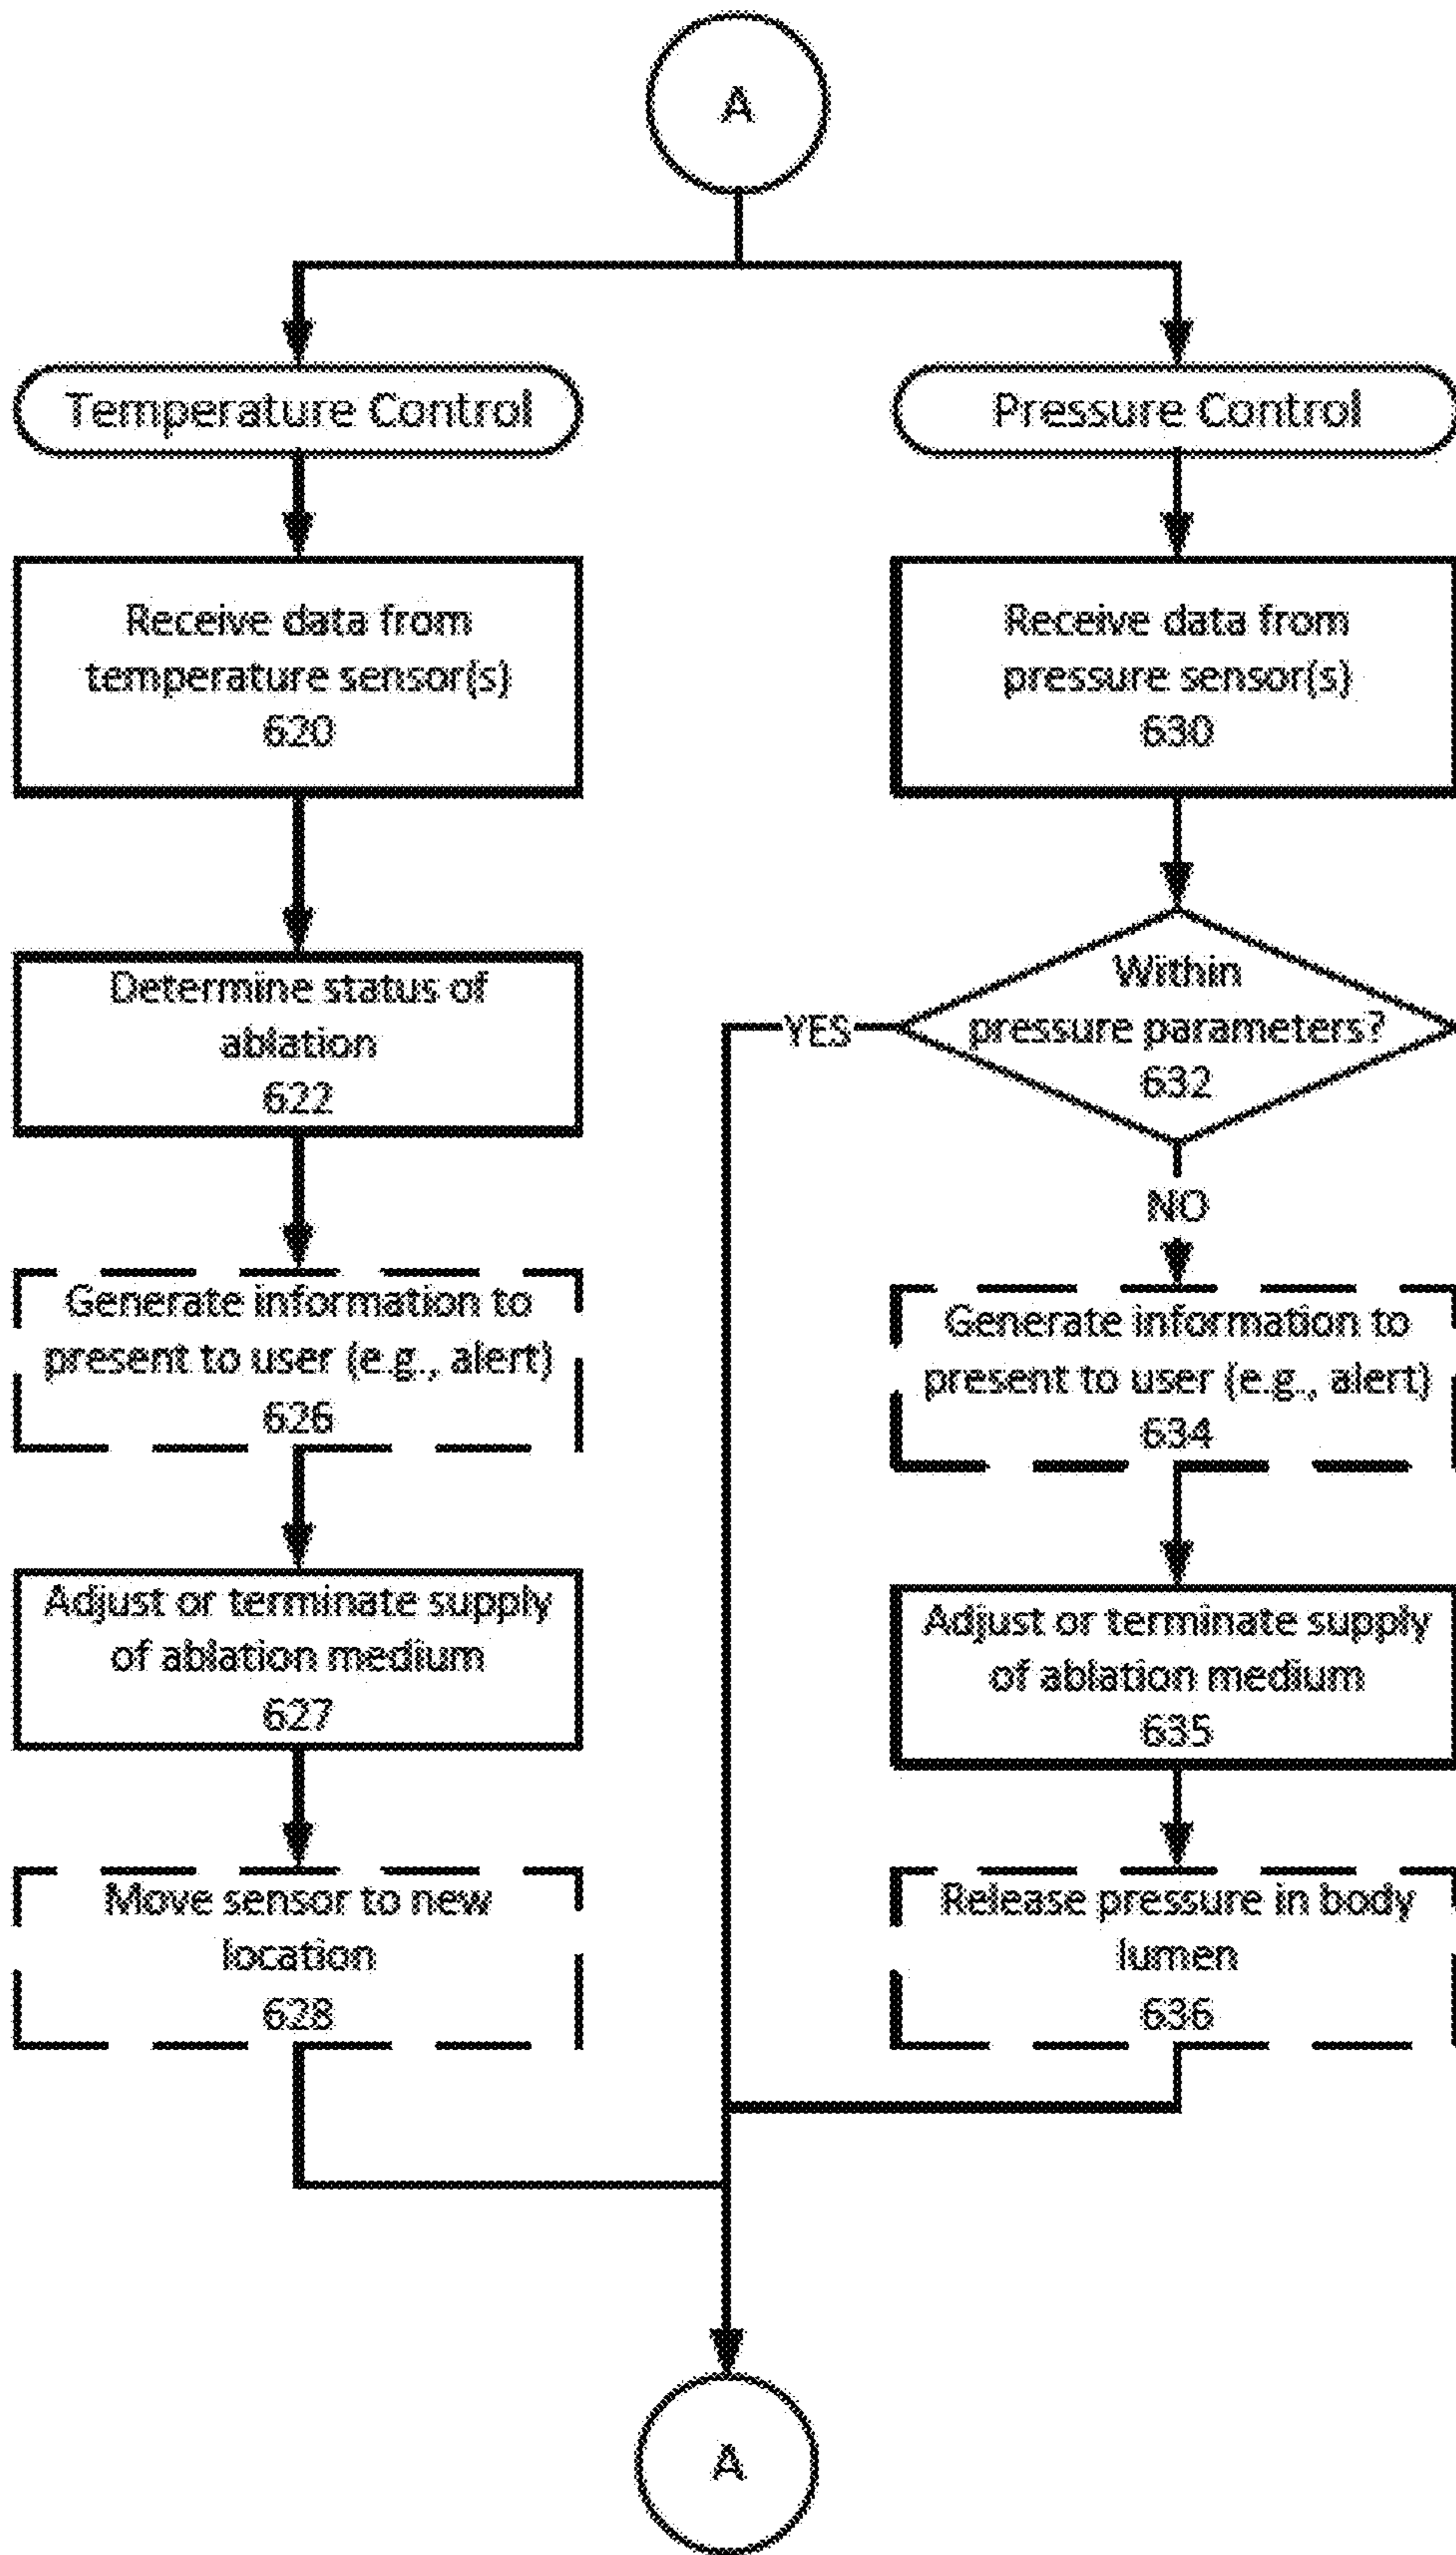 A
Temperature Control
Receive data from
temperature sensor(s)
620
Determine status of
ablation
622
Generate information to
present to user (e.g., alert)
626
Adjust or terminate supply
of ablation medium
627
Move sensor to new
location
628
Pressure Control
Receive data from
pressure sensor(s)
630
Within
pressure parameters?
632
YES
NO
Generate information to
present to user (e.g., alert)
634
Adjust or terminate supply
of ablation medium
635
Release pressure in body
lumen
636
A